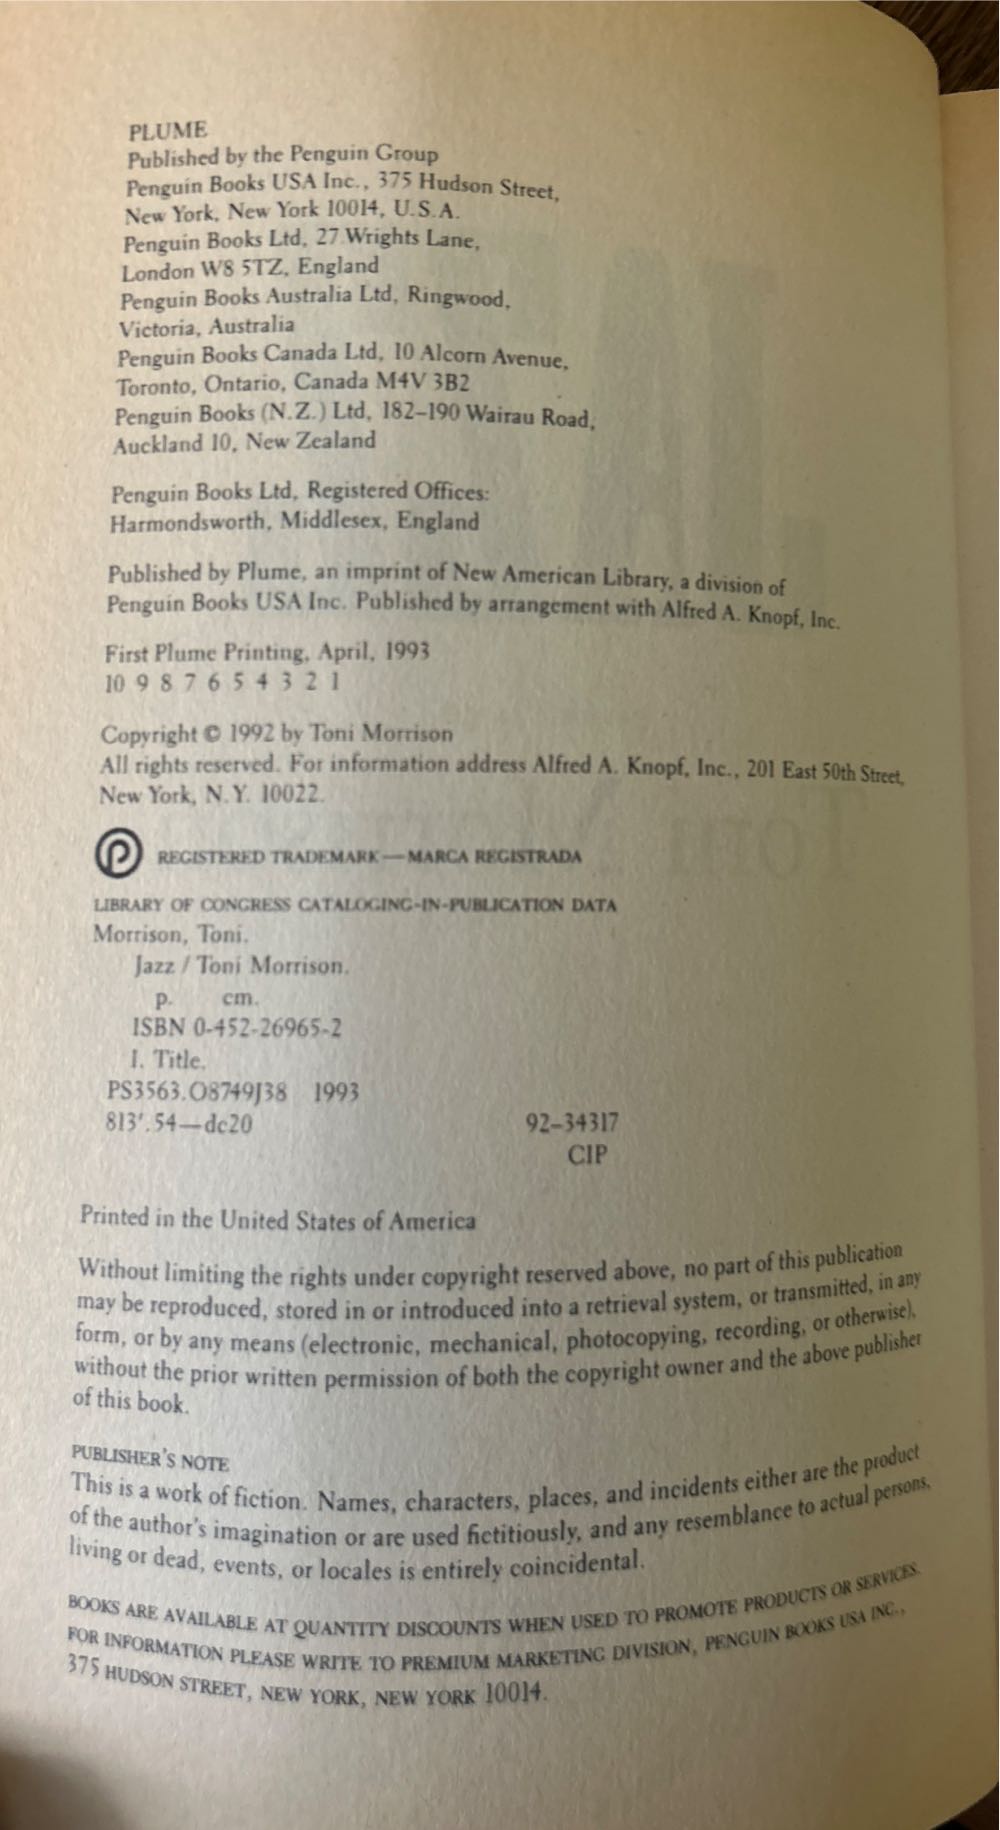 PLUME
Published by the Penguin Group
Penguin Books USA Inc., 375 Hudson Street,
New York, New York 10014, U.S.A.
Penguin Books Ltd, 27 Wrights Lane,
London W8 5TZ, England
Penguin Books Australia Ltd, Ringwood,
Victoria, Australia
Penguin Books Canada Ltd, 10 Alcorn Avenue,
Toronto, Ontario, Canada M4V 3B2
Penguin Books (N.Z.) Ltd, 182–190 Wairau Road,
Auckland 10, New Zealand
Penguin Books Ltd, Registered Offices:
Harmondsworth, Middlesex, England
Published by Plume, an imprint of New American Library, a division of
Penguin Books USA Inc. Published by arrangement with Alfred A. Knopf, Inc.
First Plume Printing, April, 1993
10 9 8 7 6 5 4 3 2 1
Copyright © 1992 by Toni Morrison
All rights reserved. For information address Alfred A. Knopf, Inc., 201 East 50th Street,
New York, N.Y. 10022.
REGISTERED TRADEMARK—MARCA REGISTRADA
LIBRARY OF CONGRESS CATALOGING-IN-PUBLICATION DATA
Morrison, Toni.
Jazz / Toni Morrison.
p. cm.
ISBN 0-452-26965-2
I. Title.
PS3563.O8749J38 1993
813'.54—dc20 92–34317
CIP
Printed in the United States of America
Without limiting the rights under copyright reserved above, no part of this publication
may be reproduced, stored in or introduced into a retrieval system, or transmitted, in any
form, or by any means (electronic, mechanical, photocopying, recording, or otherwise),
without the prior written permission of both the copyright owner and the above publisher
of this book.
PUBLISHER'S NOTE
This is a work of fiction. Names, characters, places, and incidents either are the product
of the author's imagination or are used fictitiously, and any resemblance to actual persons,
living or dead, events, or locales is entirely coincidental.
BOOKS ARE AVAILABLE AT QUANTITY DISCOUNTS WHEN USED TO PROMOTE PRODUCTS OR SERVICES.
FOR INFORMATION PLEASE WRITE TO PREMIUM MARKETING DIVISION, PENGUIN BOOKS USA INC.,
375 HUDSON STREET, NEW YORK, NEW YORK 10014.